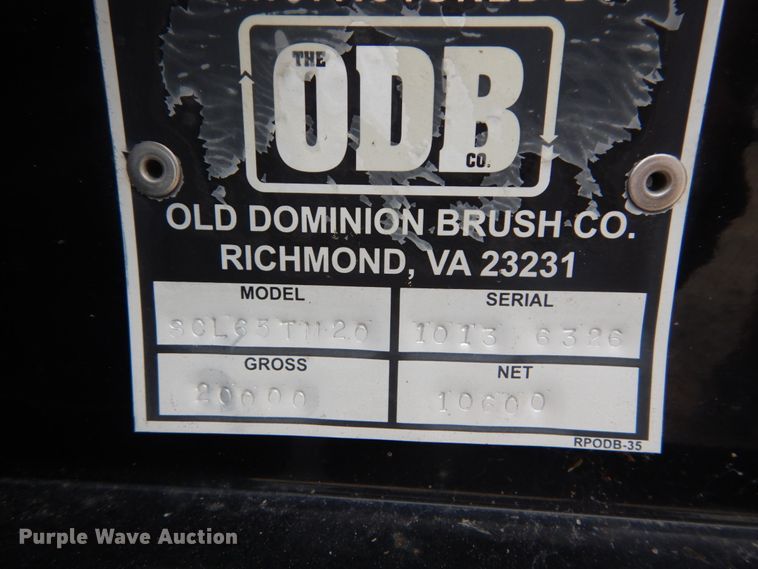 THE
ODB
CO.
OLD DOMINION BRUSH CO.
RICHMOND, VA 23231
MODEL SERIAL
SCL65TM20 1013 6326
GROSS NET
20000 10600
RPODB-35
Purple Wave Auction